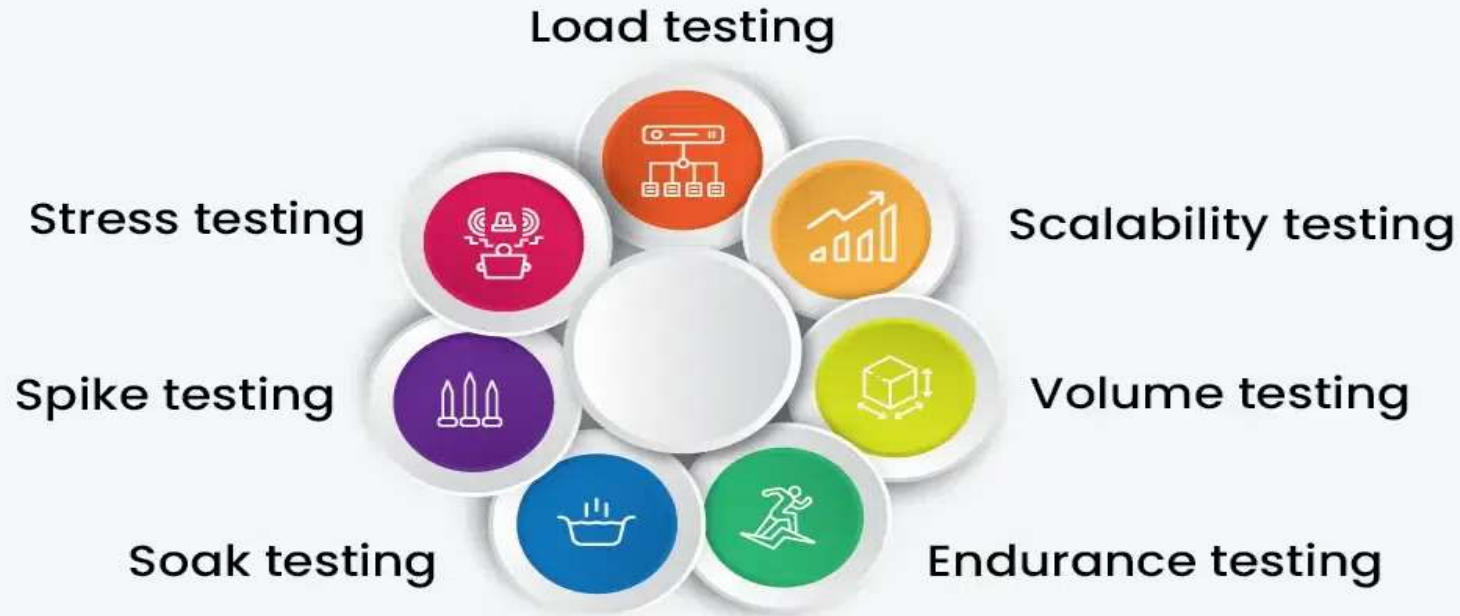 Load testing
Stress testing
Scalability testing
Spike testing
Volume testing
Soak testing
Endurance testing